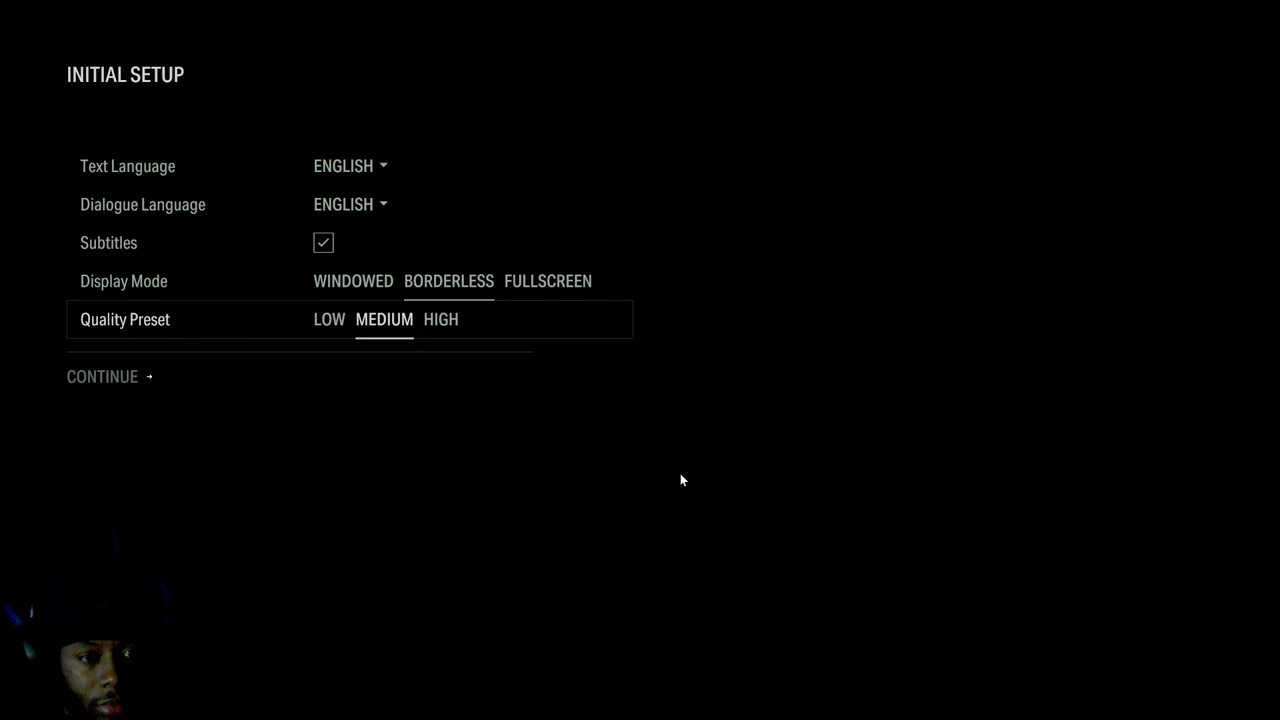 INITIAL SETUP
Text Language ENGLISH
Dialogue Language ENGLISH
Subtitles
Display Mode WINDOWED BORDERLESS FULLSCREEN
Quality Preset LOW MEDIUM HIGH
CONTINUE